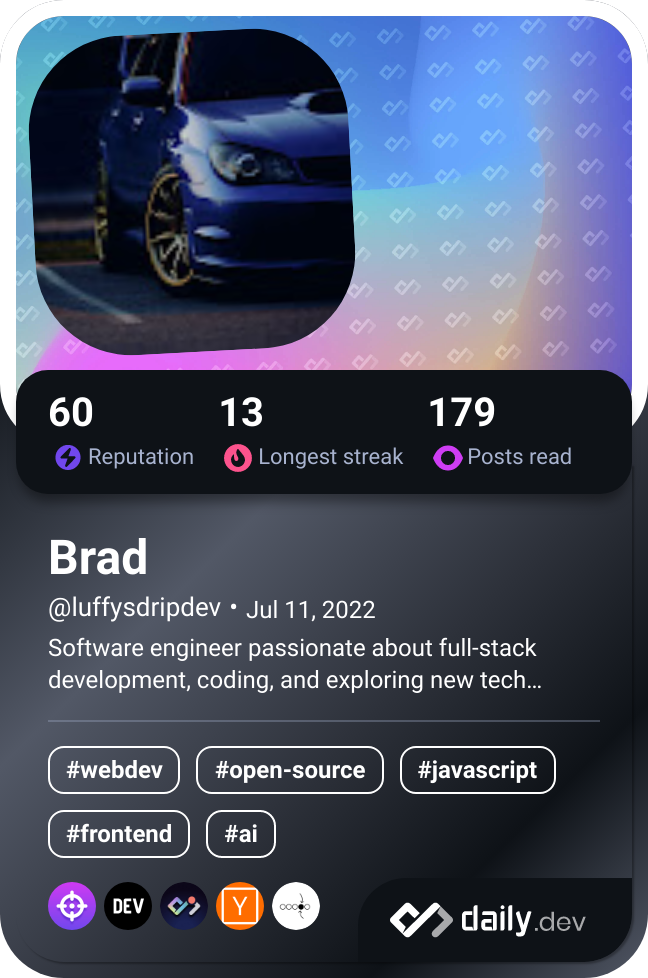 60 13 179
Reputation Longest streak Posts read
Brad
@luffysdripdev • Jul 11, 2022
Software engineer passionate about full-stack
development, coding, and exploring new tech…
#webdev #open-source #javascript
#frontend #ai
DEV Y
daily.dev